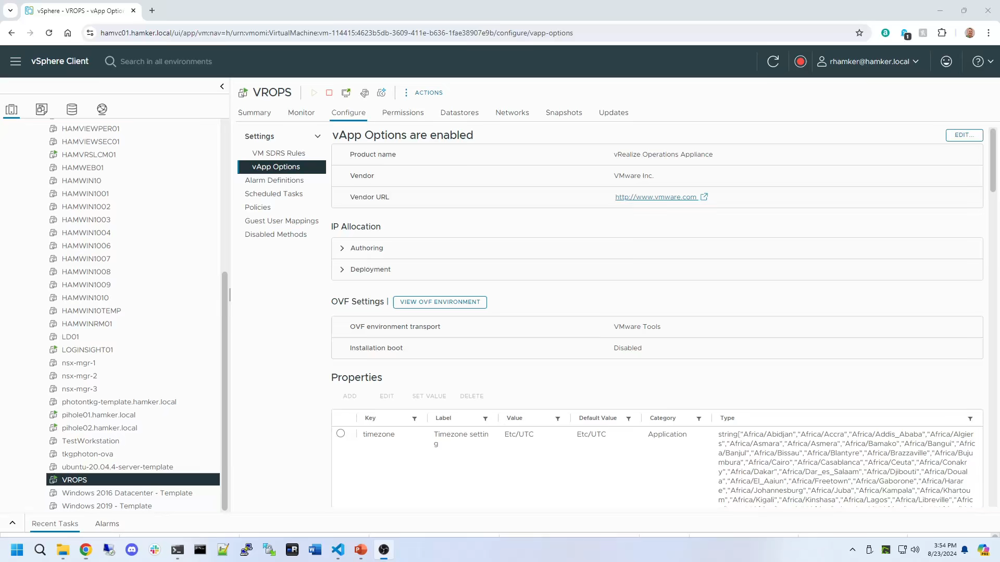 vSphere - VROPS - vApp Optio
hamvc01.hamker.local/ui/app/vm;nav=h/urn:vmomi:VirtualMachine:vm-114415:4623b5db-3609-411e-b636-1fae38907e9b/configure/vapp-options
1
vSphere Client
Search in all environments
rhamker@hamker.local
VROPS
ACTIONS
Summary
Monitor
Configure
Permissions
Datastores
Networks
Snapshots
Updates
HAMVIEWPER01
HAMVIEWSEC01
HAMVRSLCM01
HAMWEB01
HAMWIN10
HAMWIN1001
HAMWIN1002
HAMWIN1003
HAMWIN1004
HAMWIN1006
HAMWIN1007
HAMWIN1008
HAMWIN1009
HAMWIN1010
HAMWIN10TEMP
HAMWINRM01
LD01
LOGINSIGHT01
nsx-mgr-1
nsx-mgr-2
nsx-mgr-3
photontkg-template.hamker.local
pihole01.hamker.local
pihole02.hamker.local
TestWorkstation
tkgphoton-ova
ubuntu-20.04.4-server-template
VROPS
Windows 2016 Datacenter - Template
Windows 2019 - Template
Settings
VM SDRS Rules
vApp Options
Alarm Definitions
Scheduled Tasks
Policies
Guest User Mappings
Disabled Methods
vApp Options are enabled
EDIT...
Product name
vRealize Operations Appliance
Vendor
VMware Inc.
Vendor URL
http://www.vmware.com
IP Allocation
Authoring
Deployment
OVF Settings |
VIEW OVF ENVIRONMENT
OVF environment transport
VMware Tools
Installation boot
Disabled
Properties
ADD
EDIT
SET VALUE
DELETE
Key
Label
Value
Default Value
Category
Type
timezone
Timezone settin
g
Etc/UTC
Etc/UTC
Application
string["Africa/Abidjan","Africa/Accra","Africa/Addis_Ababa","Africa/Algier
s","Africa/Asmara","Africa/Asmera","Africa/Bamako","Africa/Bangui","Afric
a/Banjul","Africa/Bissau","Africa/Blantyre","Africa/Brazzaville","Africa/Buju
mbura","Africa/Cairo","Africa/Casablanca","Africa/Ceuta","Africa/Conakr
y","Africa/Dakar","Africa/Dar_es_Salaam","Africa/Djibouti","Africa/Doual
a","Africa/El_Aaiun","Africa/Freetown","Africa/Gaborone","Africa/Harar
e","Africa/Johannesburg","Africa/Juba","Africa/Kampala","Africa/Khartou
m","Africa/Kigali","Africa/Kinshasa","Africa/Lagos","Africa/Libreville","Afric
Recent Tasks
Alarms
3:54 PM
8/23/2024